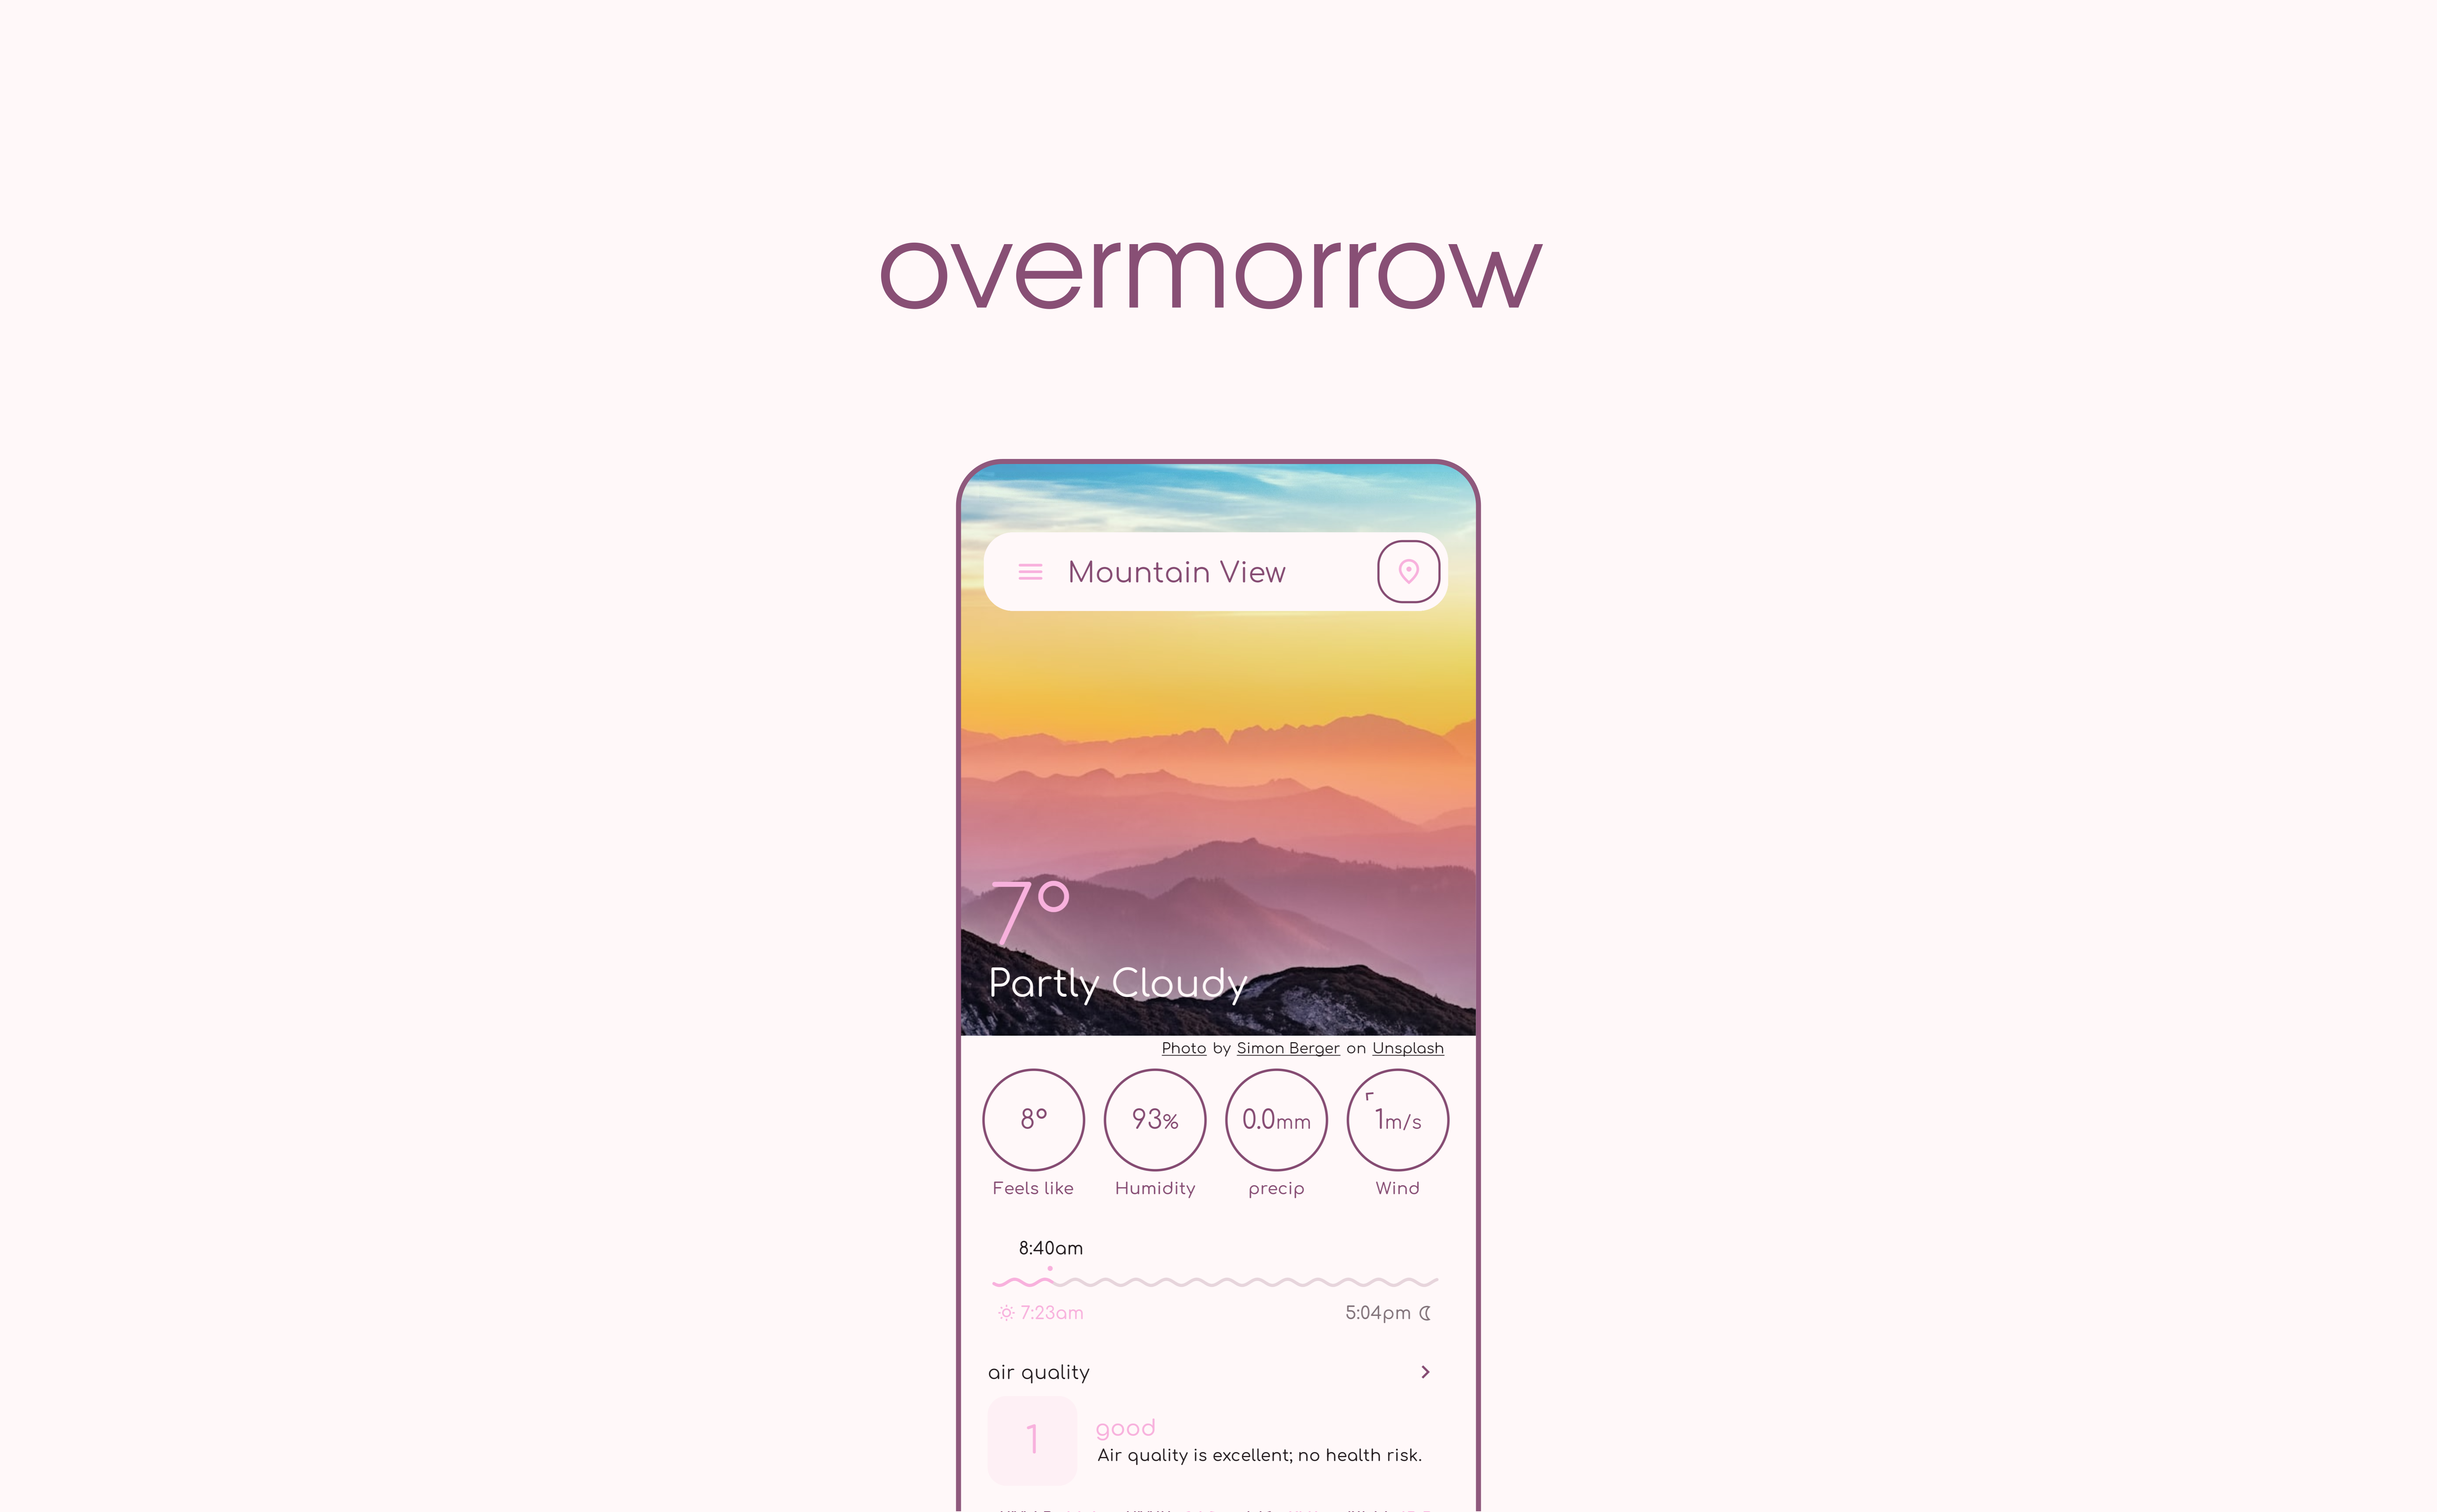 overmorrow
Mountain View
7°
Partly Cloudy
Photo by Simon Berger on Unsplash
8° 93% 0.0mm 1m/s
Feels like Humidity precip Wind
8:40am
7:23am 5:04pm
air quality
1
good
Air quality is excellent; no health risk.